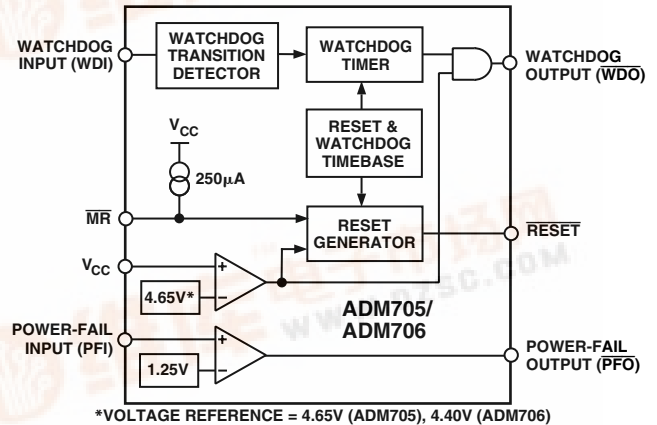 WATCHDOG
INPUT (WDI)
WATCHDOG
TRANSITION
DETECTOR
WATCHDOG
TIMER
WATCHDOG
OUTPUT (WDO)
VCC
250µA
RESET &
WATCHDOG
TIMEBASE
MR
RESET
GENERATOR
RESET
VCC
4.65V*
ADM705/
ADM706
POWER-FAIL
INPUT (PFI)
1.25V
POWER-FAIL
OUTPUT (PFO)
*VOLTAGE REFERENCE = 4.65V (ADM705), 4.40V (ADM706)